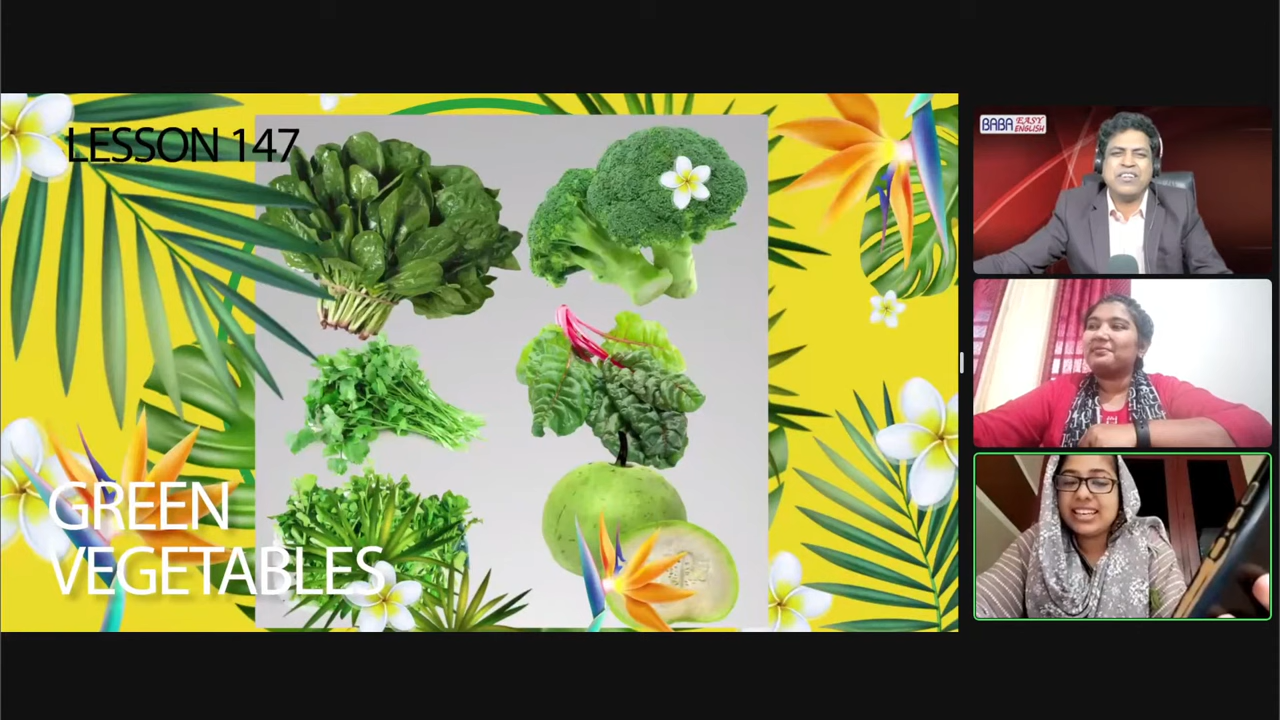 LESSON 147
GREEN
VEGETABLES
BABA EASY
ENGLISH